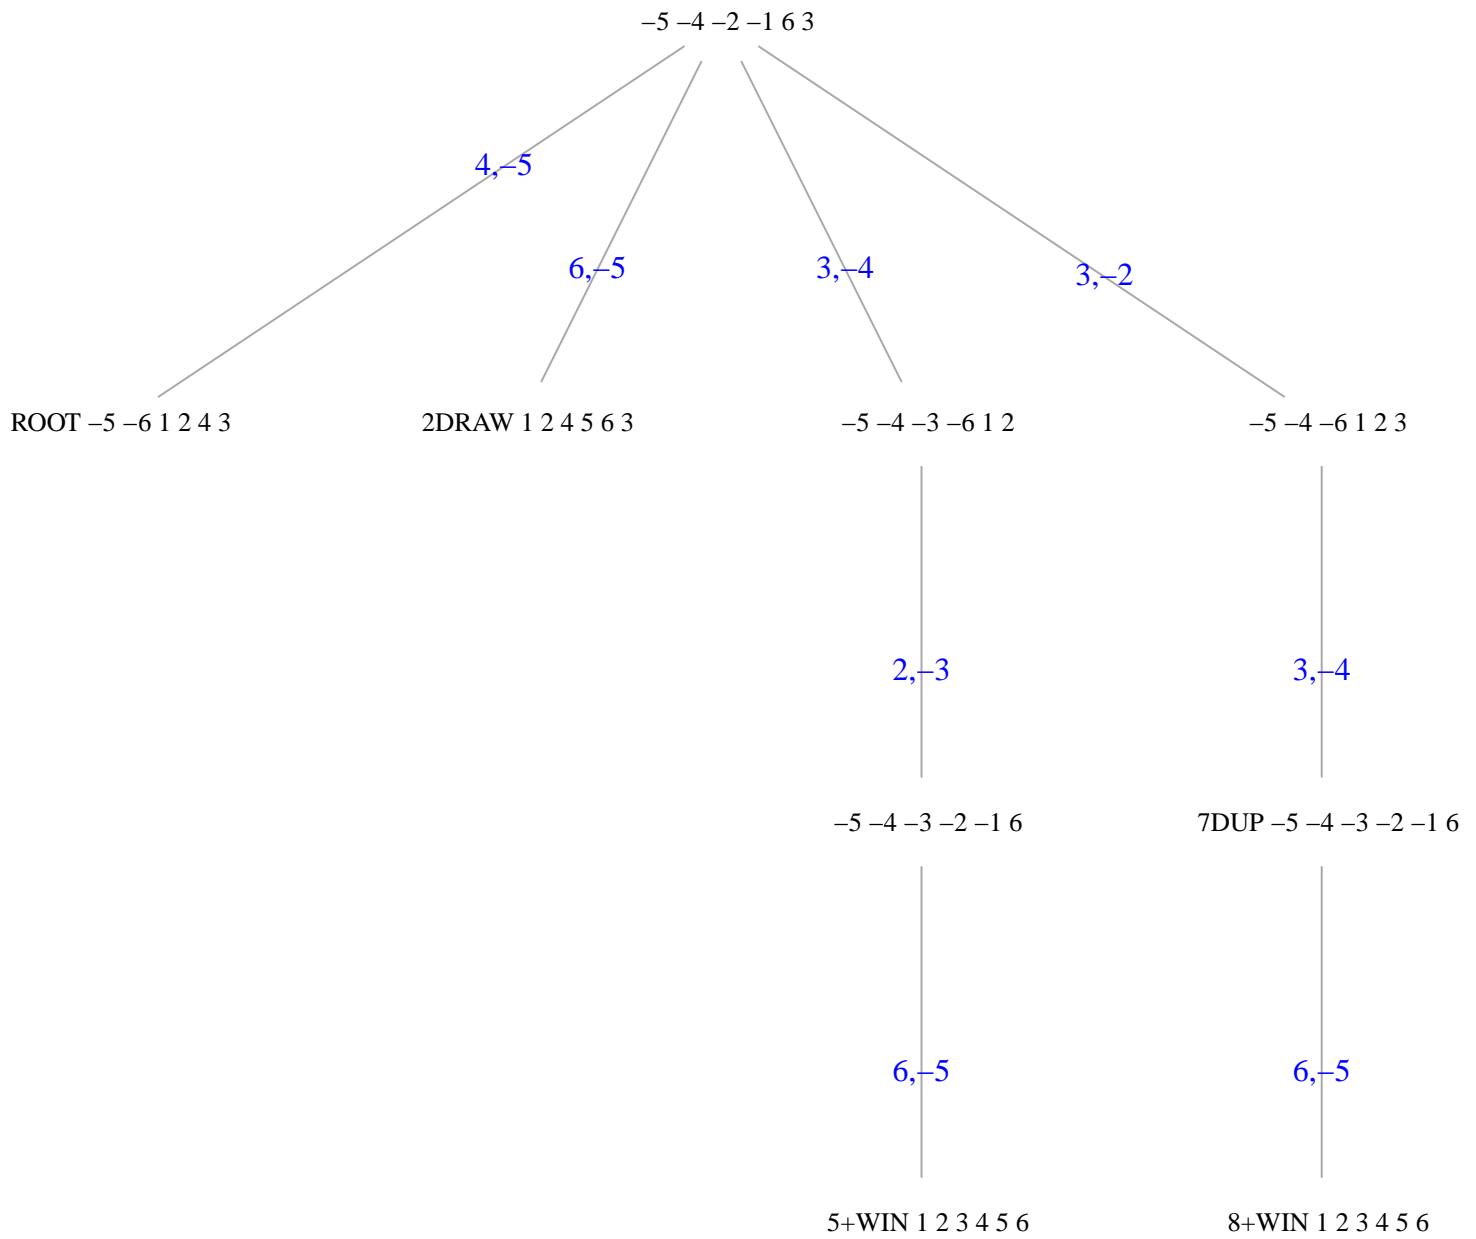 –5 –4 –2 –1 6 3
4,–5
6,–5
3,–4
3,–2
ROOT –5 –6 1 2 4 3
2DRAW 1 2 4 5 6 3
–5 –4 –3 –6 1 2
–5 –4 –6 1 2 3
2,–3
3,–4
–5 –4 –3 –2 –1 6
7DUP –5 –4 –3 –2 –1 6
6,–5
6,–5
5+WIN 1 2 3 4 5 6
8+WIN 1 2 3 4 5 6